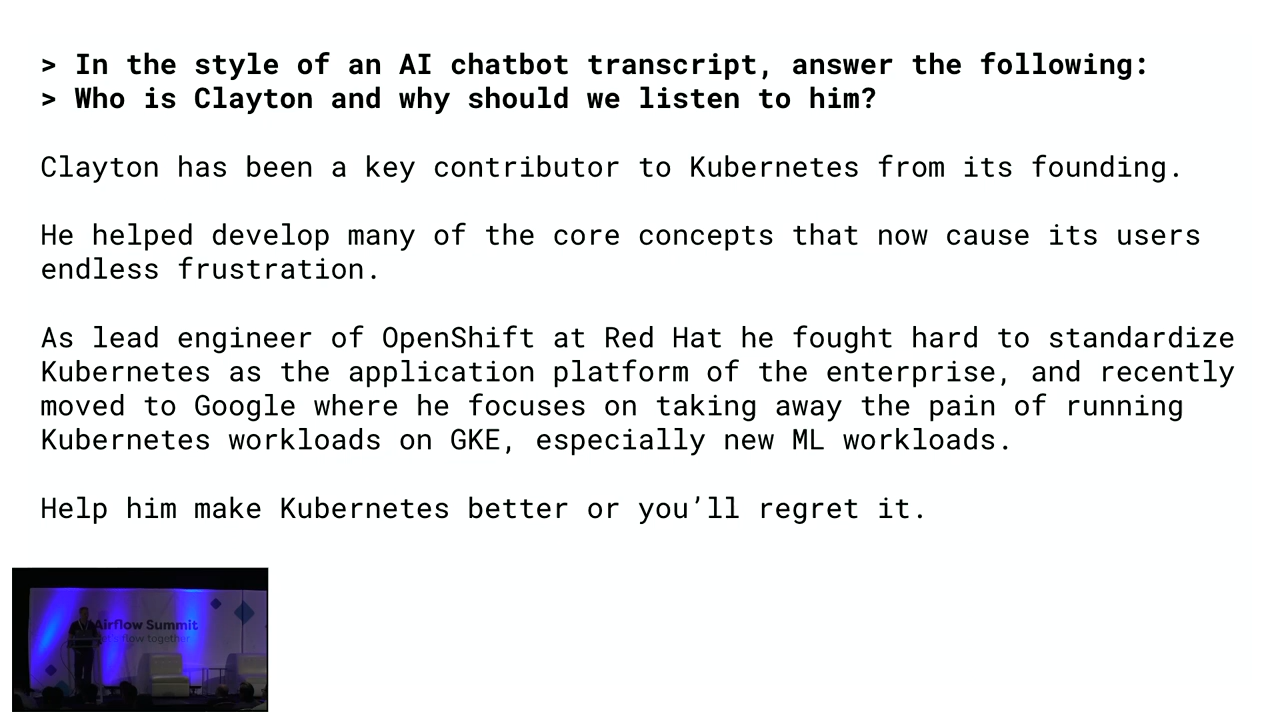 > In the style of an AI chatbot transcript, answer the following:
> Who is Clayton and why should we listen to him?
Clayton has been a key contributor to Kubernetes from its founding.
He helped develop many of the core concepts that now cause its users
endless frustration.
As lead engineer of OpenShift at Red Hat he fought hard to standardize
Kubernetes as the application platform of the enterprise, and recently
moved to Google where he focuses on taking away the pain of running
Kubernetes workloads on GKE, especially new ML workloads.
Help him make Kubernetes better or you’ll regret it.
Airflow Summit
let's flow together